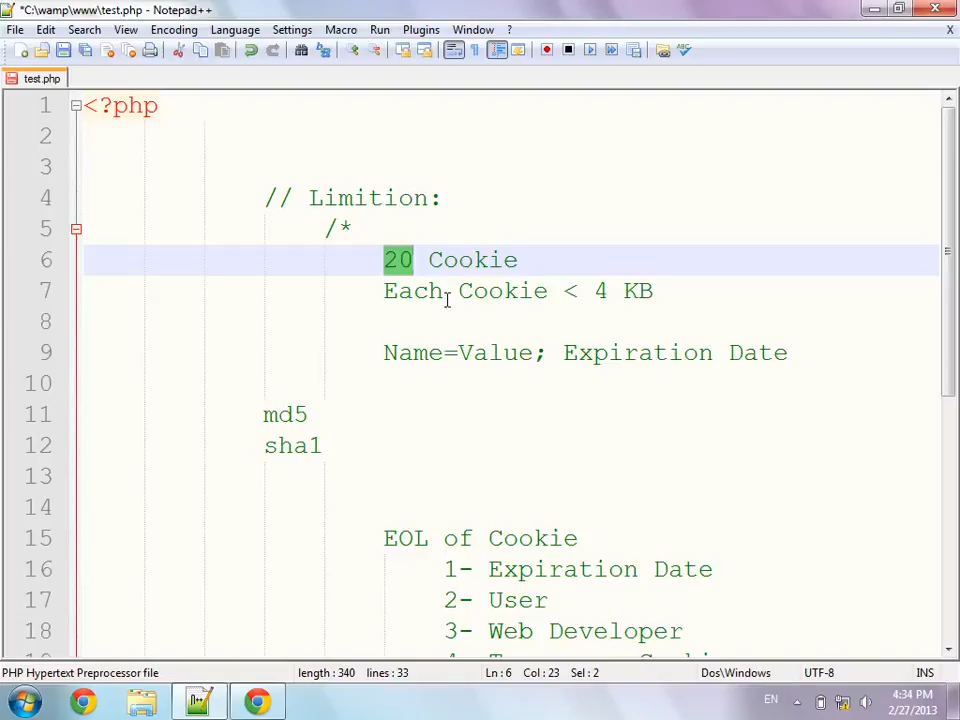 *C:\wamp\www\test.php - Notepad++
File Edit Search View Encoding Language Settings Macro Run Plugins Window ? X
test.php
1 <?php
2
3
4 // Limition:
5 /*
6 20 Cookie
7 Each Cookie < 4 KB
8
9 Name=Value; Expiration Date
10
11 md5
12 sha1
13
14
15 EOL of Cookie
16 1- Expiration Date
17 2- User
18 3- Web Developer
PHP Hypertext Preprocessor file length : 340 lines : 33 Ln : 6 Col : 23 Sel : 2 Dos\Windows UTF-8 INS
EN 4:34 PM
2/27/2013